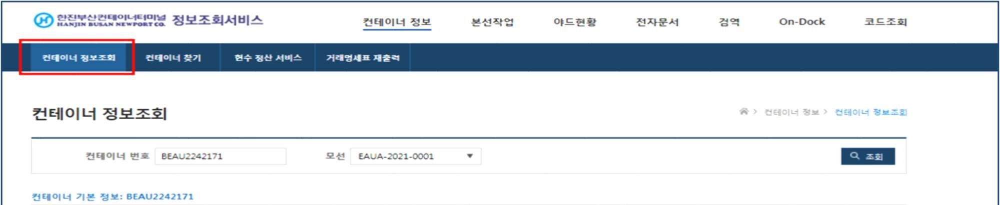 한진부산컨테이너터미널 정보조회서비스
HANJIN BUSAN NEWPORT CO.
컨테이너 정보 본선작업 야드현황 전자문서 검역 On-Dock 코드조회
컨테이너 정보조회 컨테이너 찾기 현수 정산 서비스 거래명세표 재출력
컨테이너 정보조회
컨테이너 정보 > 컨테이너 정보조회
컨테이너 번호 BEAU2242171 모선 EAUA-2021-0001 조회
컨테이너 기본 정보: BEAU2242171